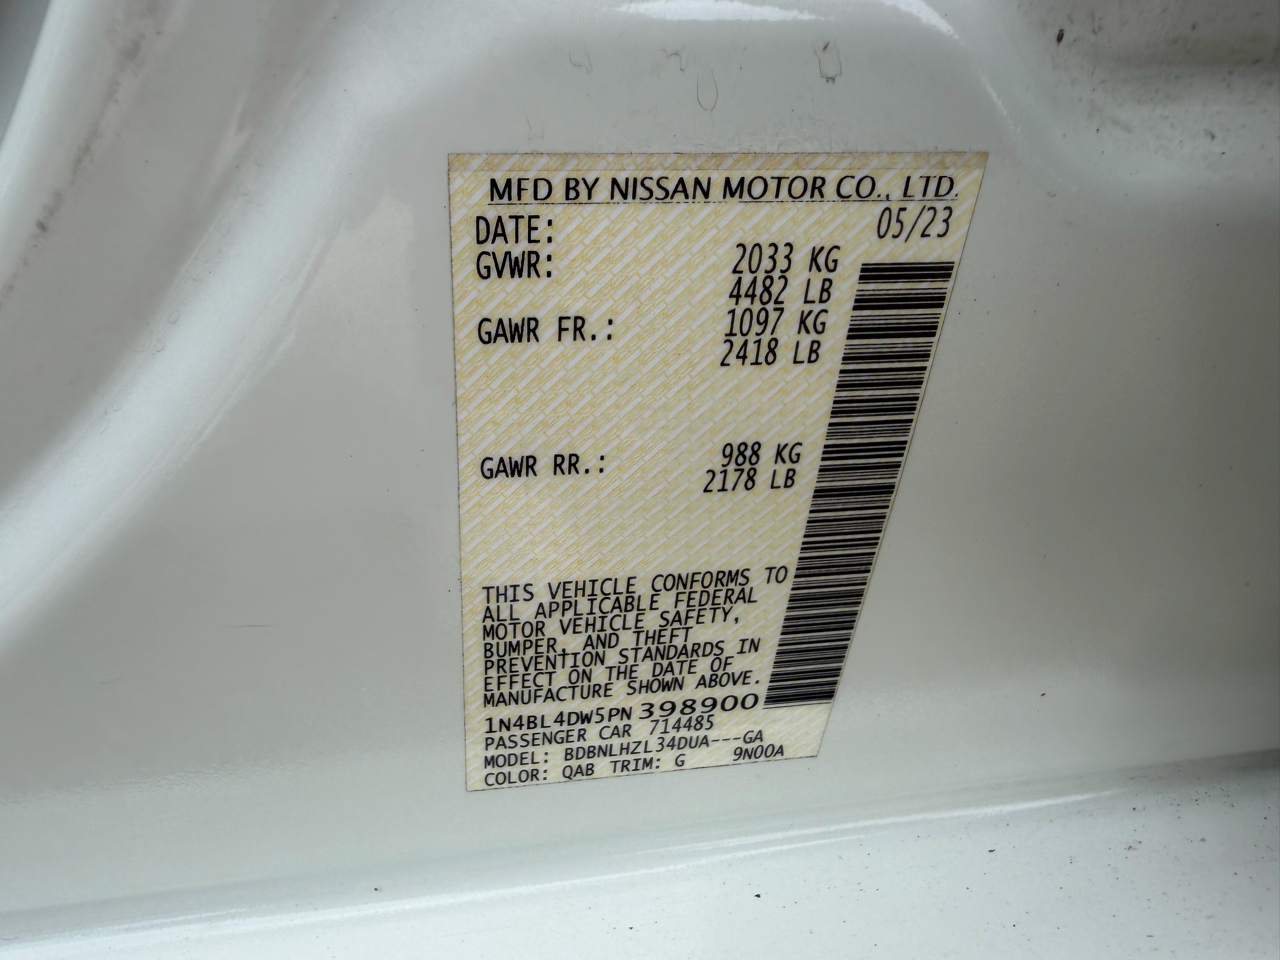 MFD BY NISSAN MOTOR CO., LTD.
DATE: 05/23
GVWR: 2033 KG
4482 LB
GAWR FR.: 1097 KG
2418 LB
GAWR RR.: 988 KG
2178 LB
THIS VEHICLE CONFORMS TO
ALL APPLICABLE FEDERAL
MOTOR VEHICLE SAFETY,
BUMPER, AND THEFT
PREVENTION STANDARDS IN
EFFECT ON THE DATE OF
MANUFACTURE SHOWN ABOVE.
1N4BL4DW5PN398900
PASSENGER CAR 714485
MODEL: BDBNLHZL34DUA---GA
COLOR: QAB TRIM: G 9N00A